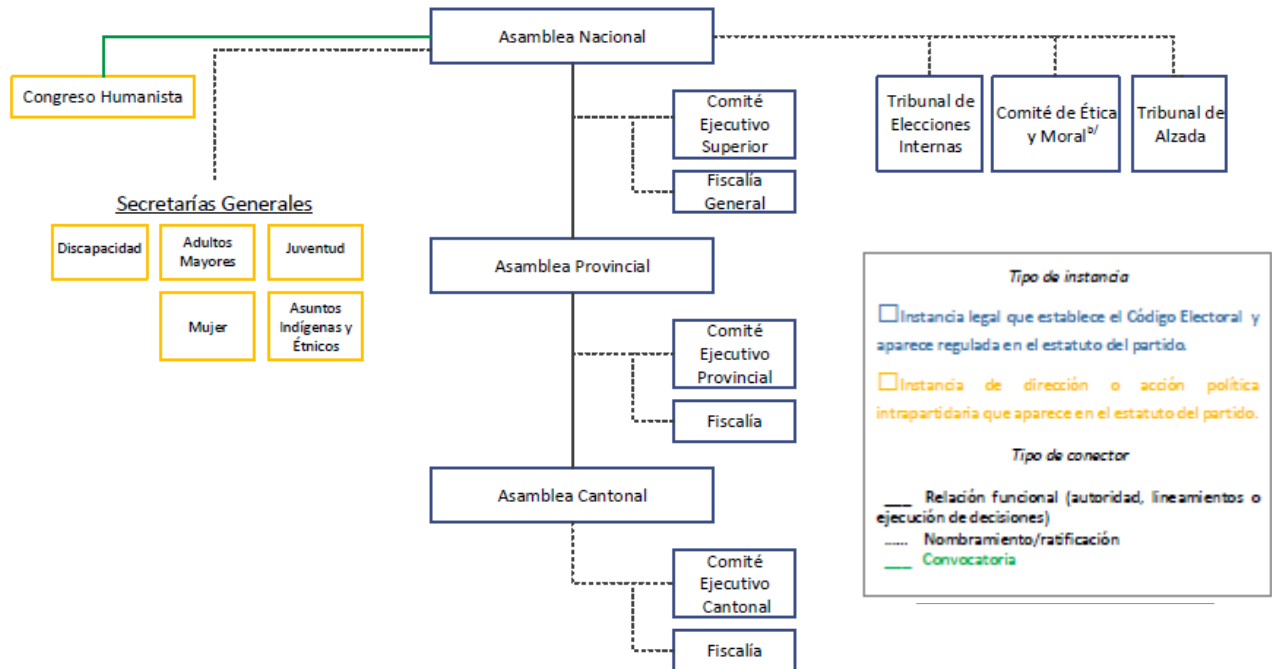 Asamblea Nacional
Congreso Humanista
Comité
Ejecutivo
Superior
Fiscalía
General
Tribunal de
Elecciones
Internas
Comité de Ética
y Moral b/
Tribunal de
Alzada
Secretarías Generales
Discapacidad
Adultos
Mayores
Juventud
Mujer
Asuntos
Indígenas y
Étnicos
Asamblea Provincial
Comité
Ejecutivo
Provincial
Fiscalía
Asamblea Cantonal
Comité
Ejecutivo
Cantonal
Fiscalía
Tipo de instancia
Instancia legal que establece el Código Electoral y
aparece regulada en el estatuto del partido.
Instancia de dirección o acción política
intrapartidaria que aparece en el estatuto del partido.
Tipo de conector
___ Relación funcional (autoridad, lineamientos o
ejecución de decisiones)
...... Nombramiento/ratificación
___ Convocatoria